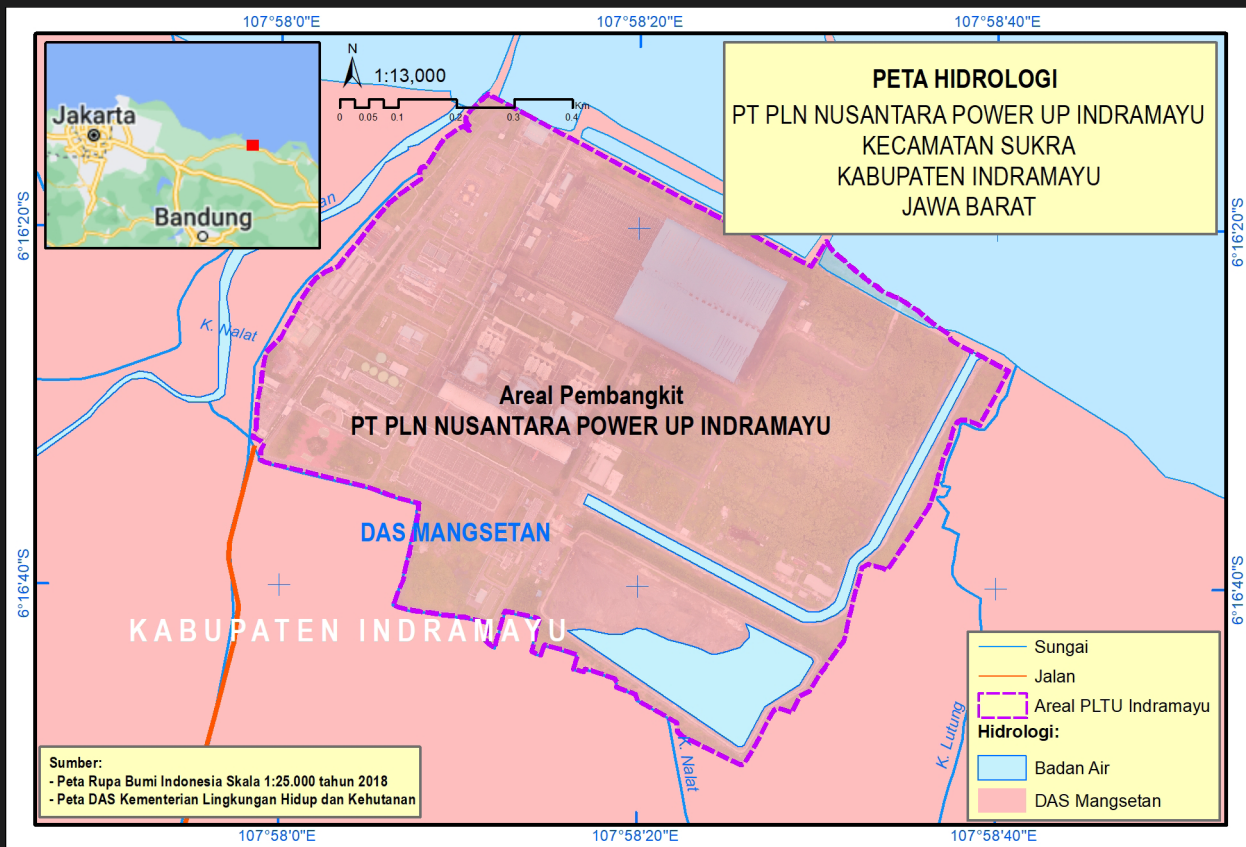 107°58'0"E
107°58'20"E
107°58'40"E
Jakarta
Bandung
N
1:13,000
Km
0 0.05 0.1 0.2 0.3 0.4
PETA HIDROLOGI
PT PLN NUSANTARA POWER UP INDRAMAYU
KECAMATAN SUKRA
KABUPATEN INDRAMAYU
JAWA BARAT
6°16'20"S
6°16'20"S
K. Nalat
Areal Pembangkit
PT PLN NUSANTARA POWER UP INDRAMAYU
DAS MANGSETAN
6°16'40"S
6°16'40"S
KABUPATEN INDRAMAYU
K. Nalat
K. Lutung
Sungai
Jalan
Areal PLTU Indramayu
Hidrologi:
Badan Air
DAS Mangsetan
Sumber:
- Peta Rupa Bumi Indonesia Skala 1:25.000 tahun 2018
- Peta DAS Kementerian Lingkungan Hidup dan Kehutanan
107°58'0"E
107°58'20"E
107°58'40"E